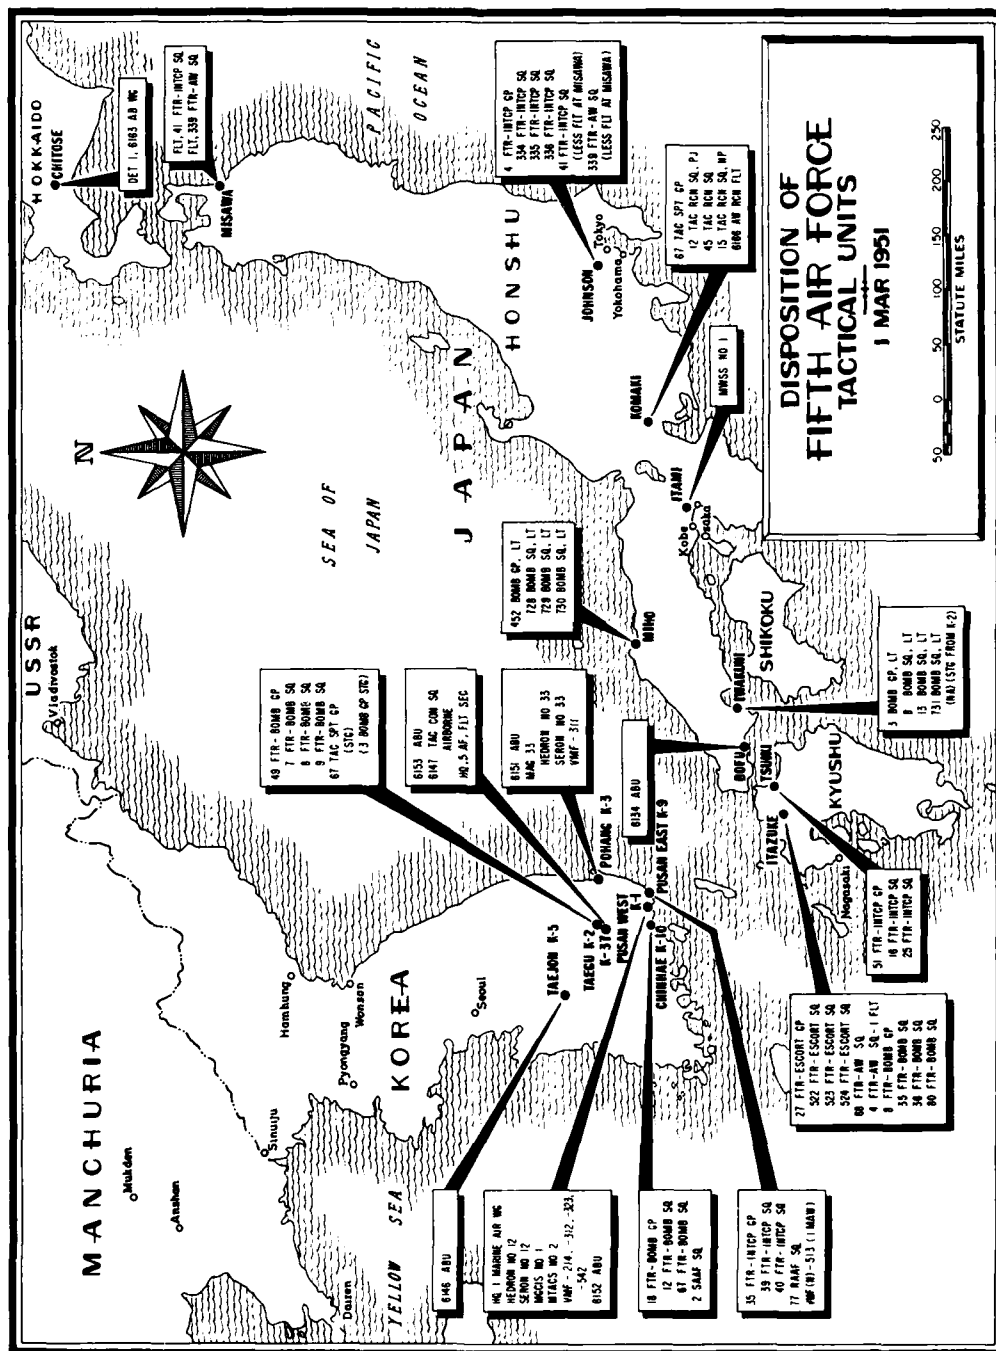 DISPOSITION OF
FIFTH AIR FORCE
TACTICAL UNITS
1 MAR 1951
50 0 50 100 150 200 250
STATUTE MILES
N
MANCHURIA
Mukden
Anshan
Dairen
YELLOW SEA
USSR
Vladivostok
HOKKAIDO
CHITOSE
DET 1, 6163 AB WG
FLT, 41 FTR-INTCP SQ
FLT, 339 FTR-AW SQ
MISAWA
PACIFIC
OCEAN
SEA OF
JAPAN
JAPAN
HONSHU
4 FTR-INTCP GP
334 FTR-INTCP SQ
335 FTR-INTCP SQ
336 FTR-INTCP SQ
41 FTR-INTCP SQ
(LESS FLT AT MISAWA)
339 FTR-AW SQ
(LESS FLT AT MISAWA)
JOHNSON
Tokyo
Yokohama
67 TAC SPT GP
12 TAC RCN SQ, PJ
45 TAC RCN SQ
15 TAC RCN SQ, NP
6166 AW RCN FLT
KOMAKI
MWSS NO 1
ITAMI
Kobe
Osaka
452 BOMB GP, LT
728 BOMB SQ, LT
729 BOMB SQ, LT
730 BOMB SQ, LT
MIHO
SHIKOKU
IWAKUNI
3 BOMB GP, LT
8 BOMB SQ, LT
13 BOMB SQ, LT
731 BOMB SQ, LT
(NA) (STG FROM K-2)
BOFU
6134 ABU
TSUIKI
51 FTR-INTCP GP
16 FTR-INTCP SQ
25 FTR-INTCP SQ
KYUSHU
ITAZUKE
Nagasaki
27 FTR-ESCORT GP
522 FTR-ESCORT SQ
523 FTR-ESCORT SQ
524 FTR-ESCORT SQ
68 FTR-AW SQ
4 FTR-AW SQ-1 FLT
8 FTR-BOMB GP
35 FTR-BOMB SQ
36 FTR-BOMB SQ
80 FTR-BOMB SQ
49 FTR-BOMB GP
7 FTR-BOMB SQ
8 FTR-BOMB SQ
9 FTR-BOMB SQ
67 TAC SPT GP
(STG)
(3 BOMB GP STG)
6153 ABU
6147 TAC CON SQ
AIRBORNE
HQ, 5 AF, FLT SEC
6151 ABU
MAG 33
HEDRON NO 33
SERON NO 33
VMF-311
KOREA
Sinuiju
Hamhung
Wonsan
Pyongyang
Seoul
TAEJON K-5
TAEGU K-2
K-37
POHANG K-3
PUSAN WEST
K-1
PUSAN EAST K-9
CHINHAE K-10
6146 ABU
HQ 1 MARINE AIR WG
HEDRON NO 12
SERON NO 12
MGCIS NO 1
MTACS NO 2
VMF-214, -312, -323,
-542
6152 ABU
18 FTR-BOMB GP
12 FTR-BOMB SQ
67 FTR-BOMB SQ
2 SAAF SQ
35 FTR-INTCP GP
39 FTR-INTCP SQ
40 FTR-INTCP SQ
77 RAAF SQ
VMF(N)-513 (1 MAW)